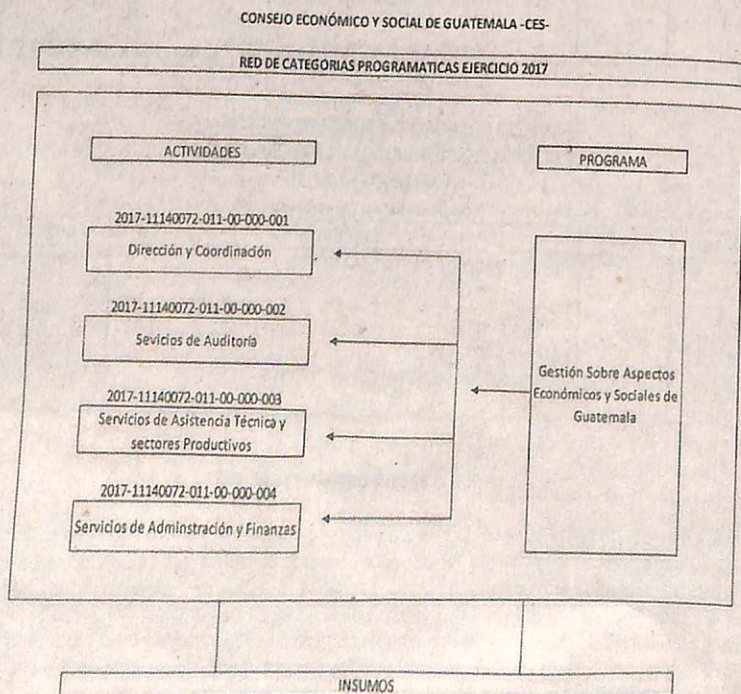 CONSEJO ECONÓMICO Y SOCIAL DE GUATEMALA -CES-
RED DE CATEGORIAS PROGRAMATICAS EJERCICIO 2017
ACTIVIDADES
PROGRAMA
2017-11140072-011-00-000-001
Dirección y Coordinación
2017-11140072-011-00-000-002
Sevicios de Auditoría
2017-11140072-011-00-000-003
Servicios de Asistencia Técnica y
sectores Productivos
2017-11140072-011-00-000-004
Servicios de Adminstración y Finanzas
Gestión Sobre Aspectos
Económicos y Sociales de
Guatemala
INSUMOS